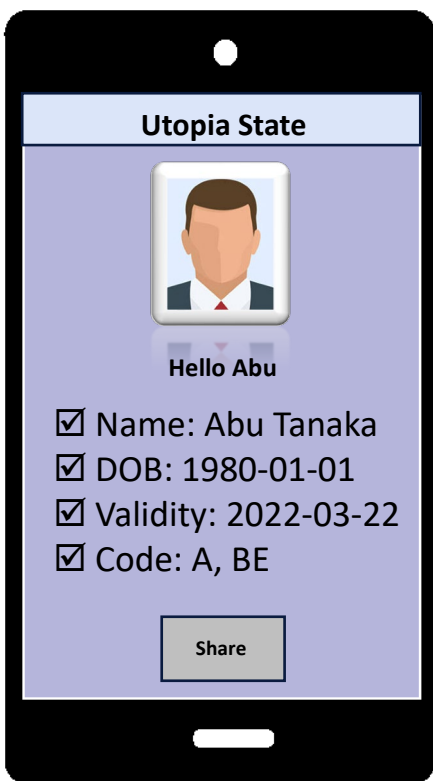 Utopia State
Hello Abu
☑ Name: Abu Tanaka
☑ DOB: 1980-01-01
☑ Validity: 2022-03-22
☑ Code: A, BE
Share